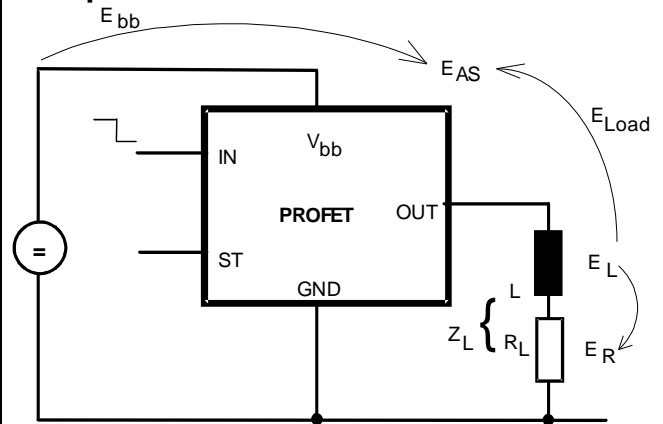 E bb
E AS
E Load
V bb
IN
PROFET
OUT
=
ST
E L
GND
L
Z L { R L
E R